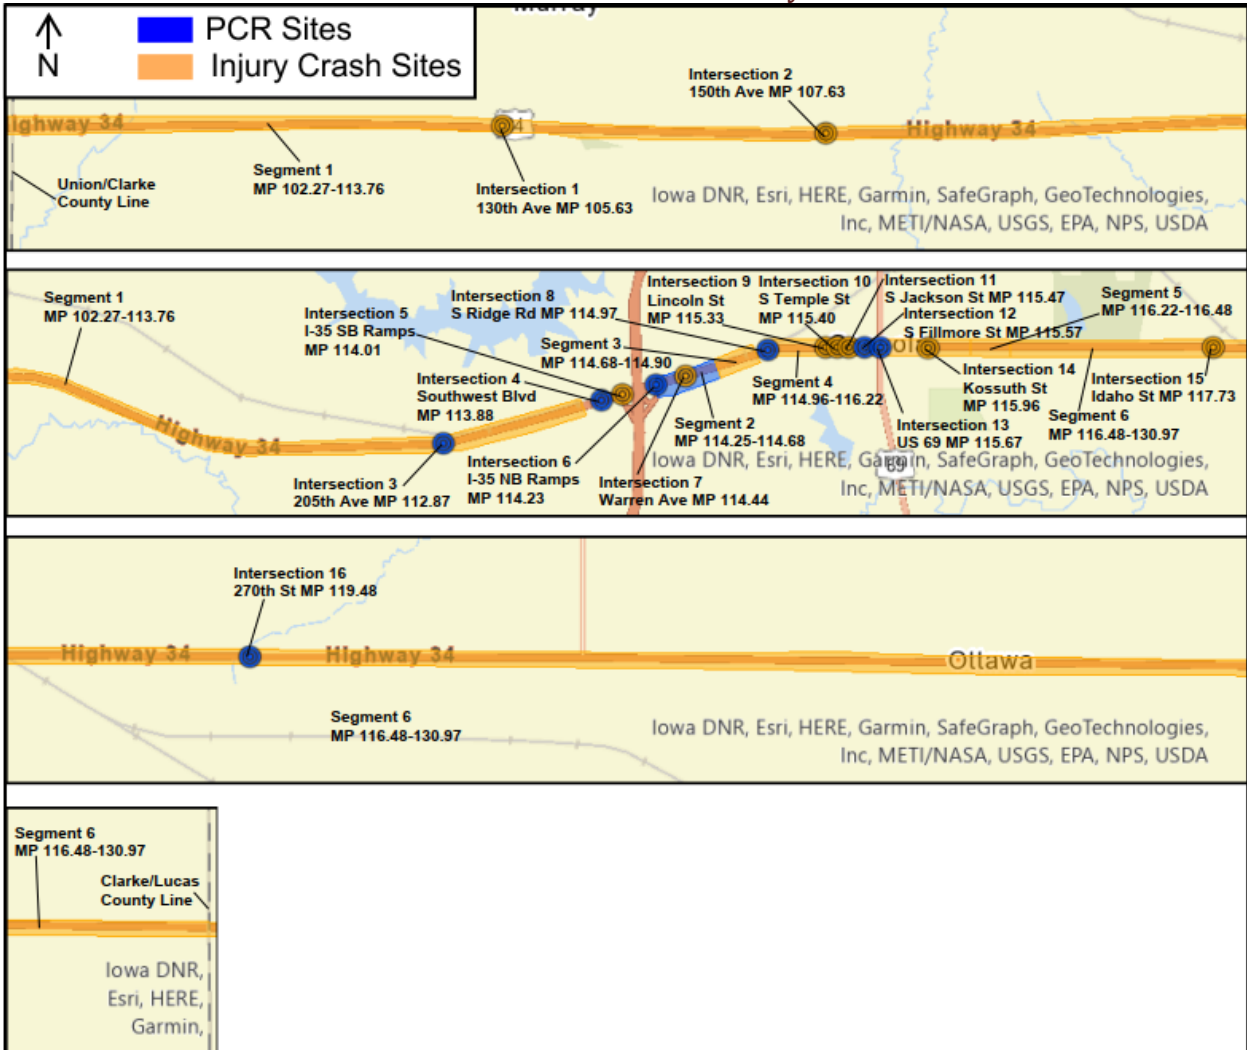 Murray
N
PCR Sites
Injury Crash Sites
Intersection 2
150th Ave MP 107.63
Highway 34
Segment 1
MP 102.27-113.76
Union/Clarke
County Line
Intersection 1
130th Ave MP 105.63
Iowa DNR, Esri, HERE, Garmin, SafeGraph, GeoTechnologies,
Inc, METI/NASA, USGS, EPA, NPS, USDA
Segment 1
MP 102.27-113.76
Intersection 5
I-35 SB Ramps
MP 114.01
Intersection 8
S Ridge Rd MP 114.97
Intersection 9
Lincoln St
MP 115.33
Intersection 10
S Temple St
MP 115.40
Intersection 11
S Jackson St MP 115.47
Intersection 12
S Fillmore St MP 115.57
Segment 5
MP 116.22-116.48
Segment 3
MP 114.68-114.90
Intersection 4
Southwest Blvd
MP 113.88
Segment 4
MP 114.96-116.22
Intersection 14
Kossuth St
MP 115.96
Intersection 15
Idaho St MP 117.73
Highway 34
Segment 2
MP 114.25-114.68
Intersection 13
US 69 MP 115.67
Segment 6
MP 116.48-130.97
Intersection 3
205th Ave MP 112.87
Intersection 6
I-35 NB Ramps
MP 114.23
Intersection 7
Warren Ave MP 114.44
69
Iowa DNR, Esri, HERE, Garmin, SafeGraph, GeoTechnologies,
Inc, METI/NASA, USGS, EPA, NPS, USDA
Intersection 16
270th St MP 119.48
Highway 34
Highway 34
Ottawa
Segment 6
MP 116.48-130.97
Iowa DNR, Esri, HERE, Garmin, SafeGraph, GeoTechnologies,
Inc, METI/NASA, USGS, EPA, NPS, USDA
Segment 6
MP 116.48-130.97
Clarke/Lucas
County Line
Iowa DNR,
Esri, HERE,
Garmin,